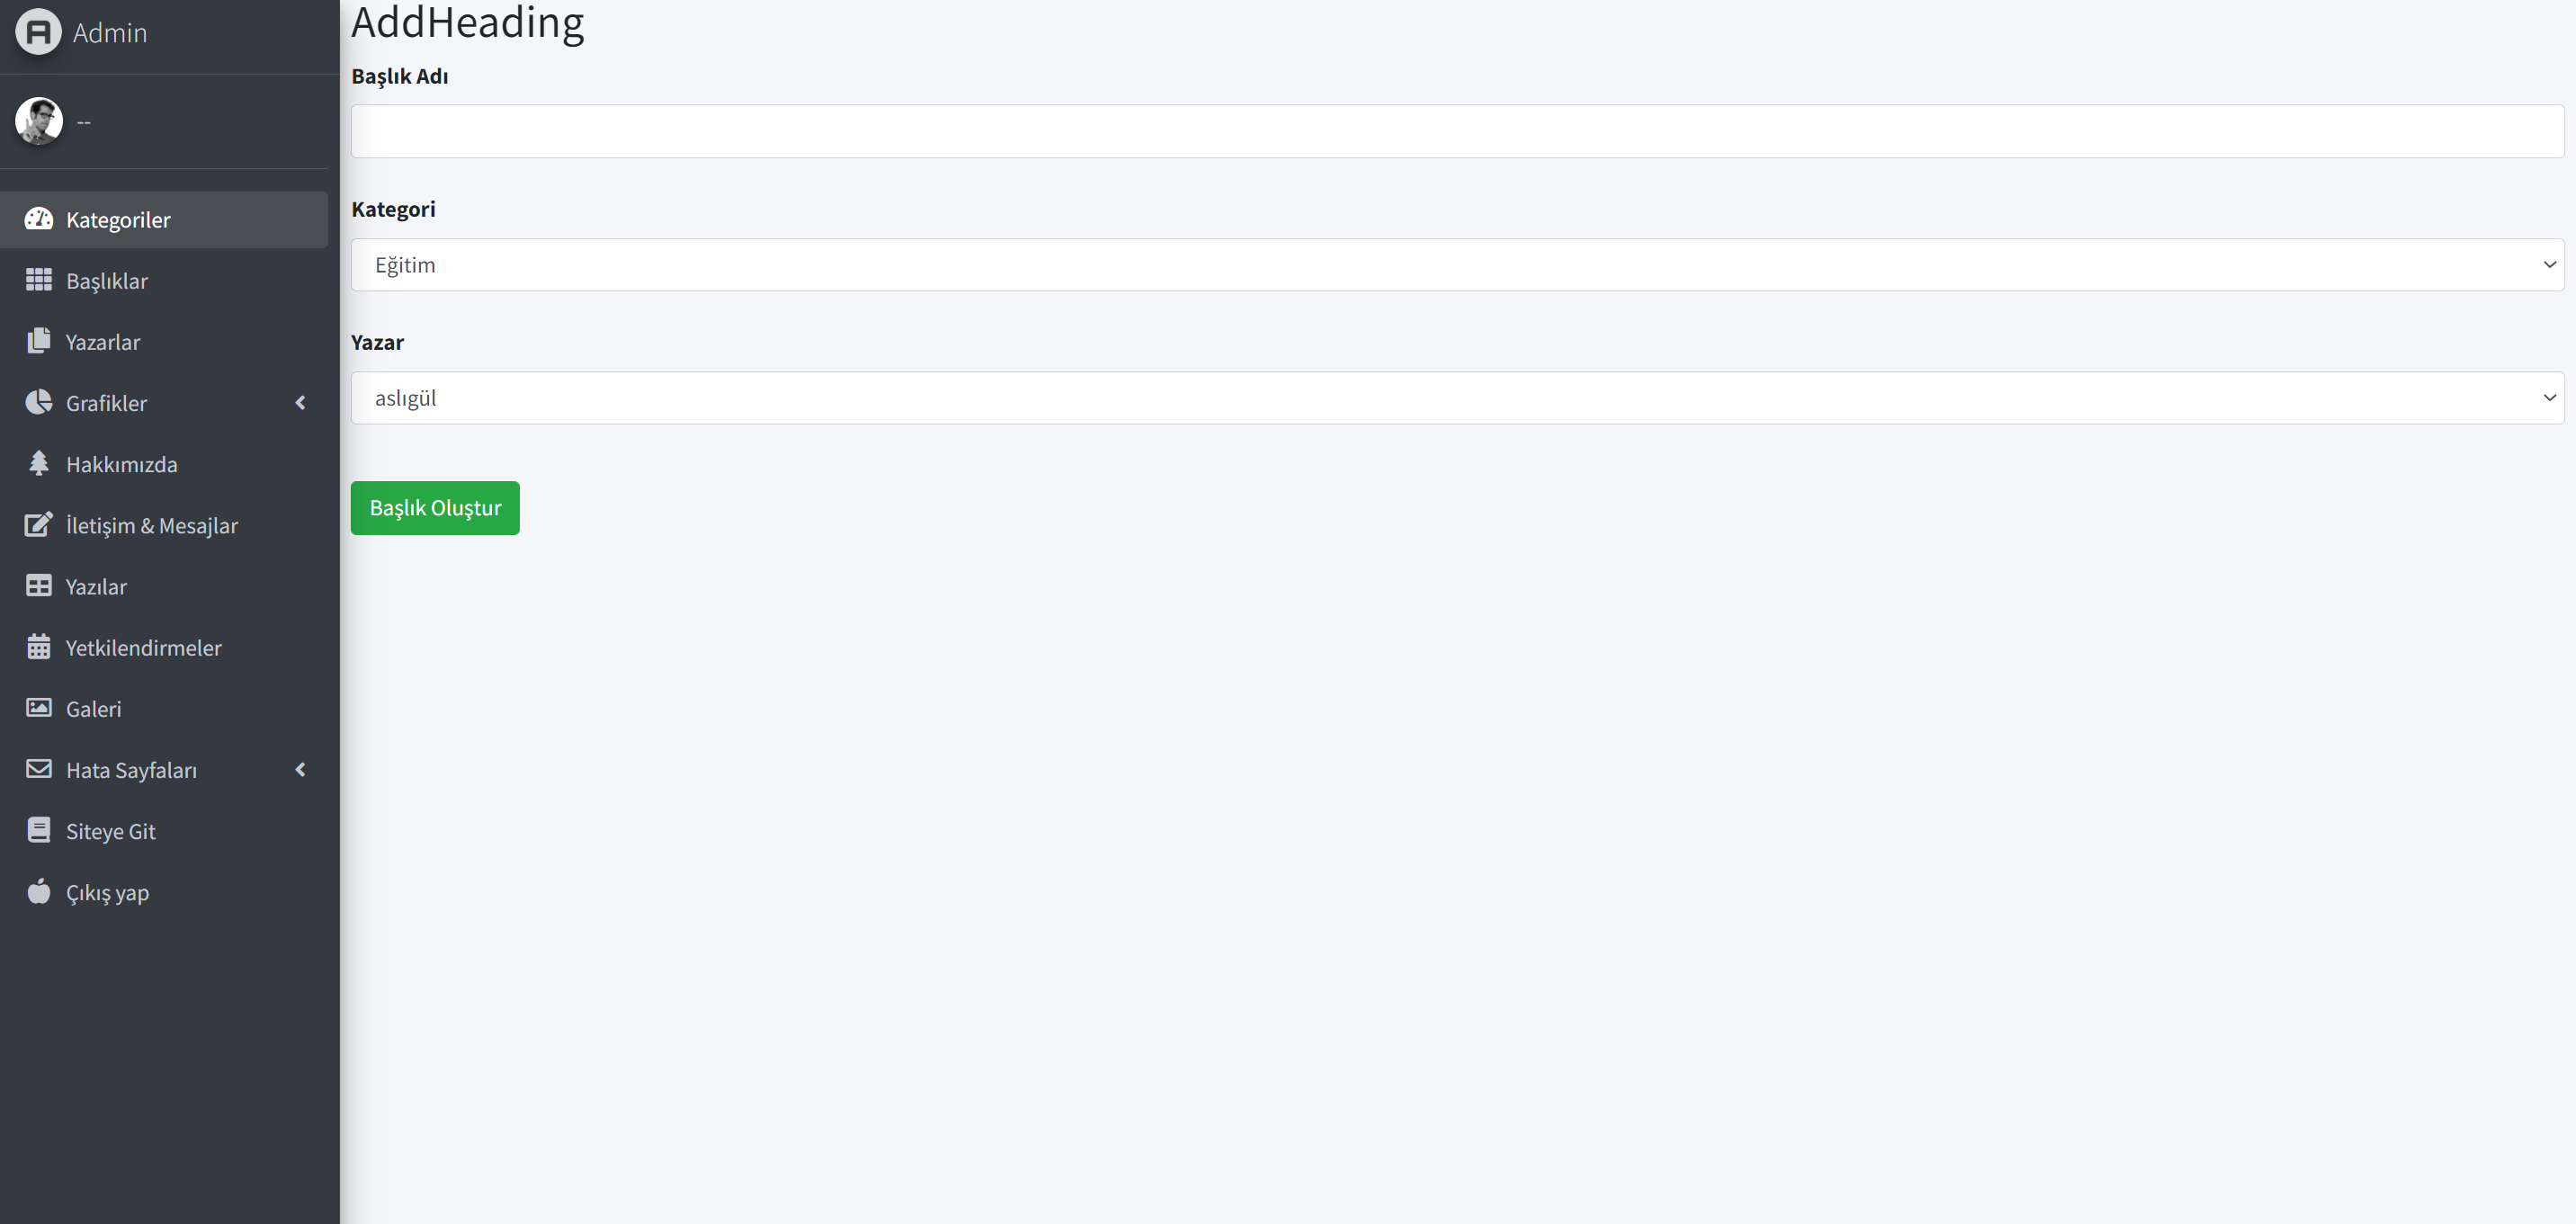 Admin
--
Kategoriler
Başlıklar
Yazarlar
Grafikler
Hakkımızda
İletişim & Mesajlar
Yazılar
Yetkilendirmeler
Galeri
Hata Sayfaları
Siteye Git
Çıkış yap
AddHeading
Başlık Adı
Kategori
Eğitim
Yazar
aslıgül
Başlık Oluştur